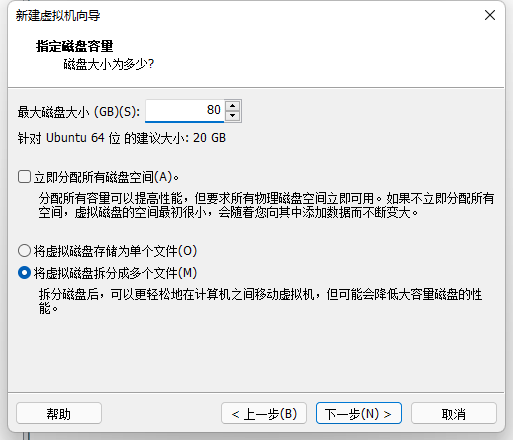 新建虚拟机向导
指定磁盘容量
磁盘大小为多少?
最大磁盘大小 (GB)(S): 80
针对 Ubuntu 64 位 的建议大小: 20 GB
立即分配所有磁盘空间(A)。
分配所有容量可以提高性能，但要求所有物理磁盘空间立即可用。如果不立即分配所有
空间，虚拟磁盘的空间最初很小，会随着您向其中添加数据而不断变大。
将虚拟磁盘存储为单个文件(O)
将虚拟磁盘拆分成多个文件(M)
拆分磁盘后，可以更轻松地在计算机之间移动虚拟机，但可能会降低大容量磁盘的性
能。
帮助 < 上一步(B) 下一步(N) > 取消